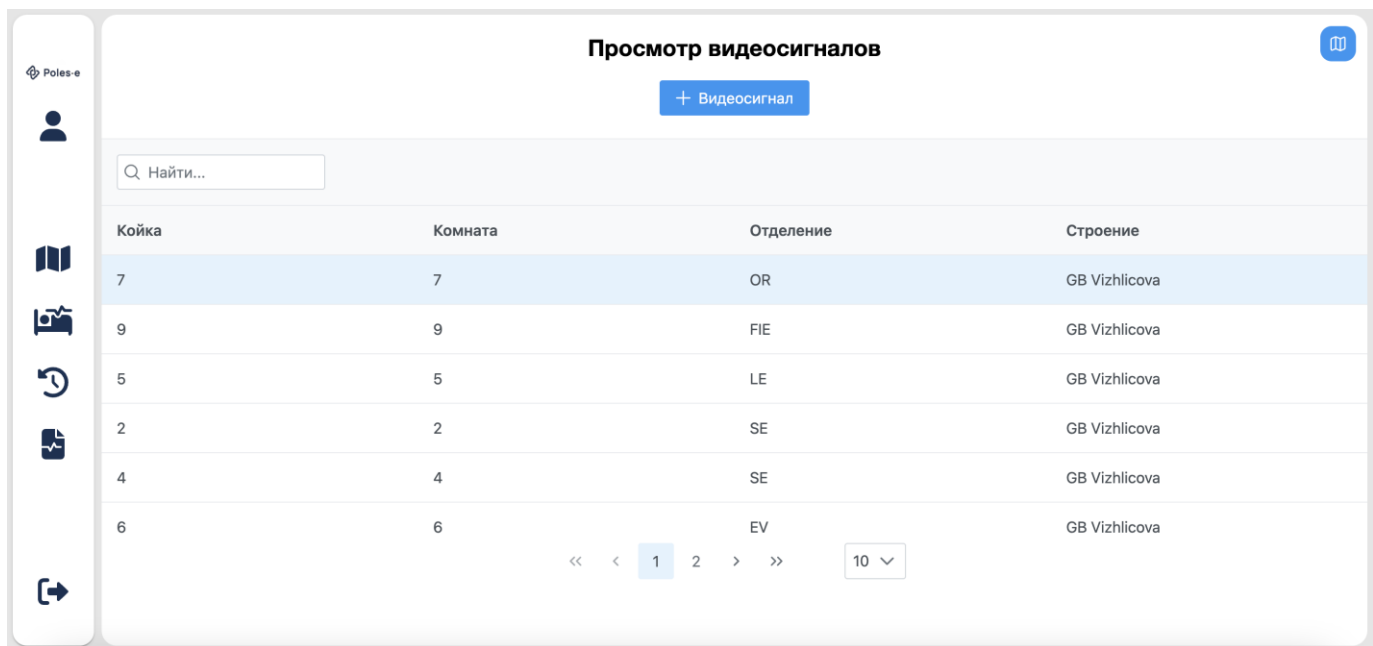 Просмотр видеосигналов
Poles-e
+ Видеосигнал
Найти...
Койка Комната Отделение Строение
7 7 OR GB Vizhlicova
9 9 FIE GB Vizhlicova
5 5 LE GB Vizhlicova
2 2 SE GB Vizhlicova
4 4 SE GB Vizhlicova
6 6 EV GB Vizhlicova
<< < 1 2 > >> 10